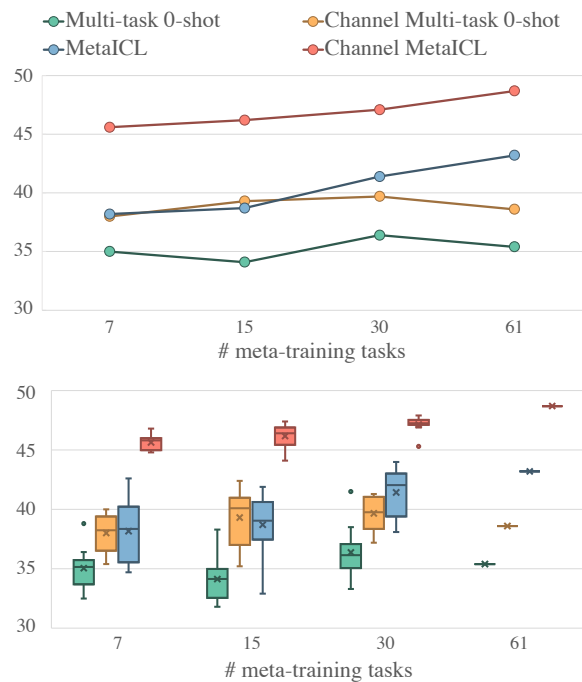 Multi-task 0-shot Channel Multi-task 0-shot
MetaICL Channel MetaICL
50
45
40
35
30
7 15 30 61
# meta-training tasks
50
45
40
35
30
7 15 30 61
# meta-training tasks